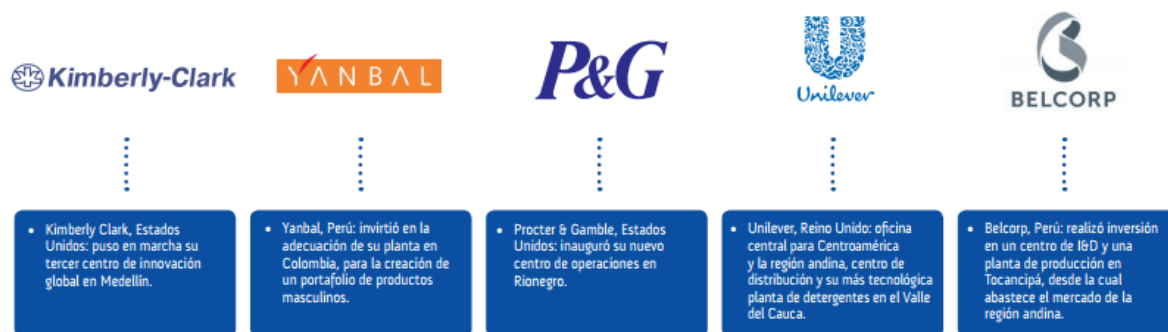 Kimberly-Clark
YANBAL
P&G
Unilever
BELCORP
• Kimberly Clark, Estados
Unidos: puso en marcha su
tercer centro de innovación
global en Medellín.
• Yanbal, Perú: invirtió en la
adecuación de su planta en
Colombia, para la creación de
un portafolio de productos
masculinos.
• Procter & Gamble, Estados
Unidos: inauguró su nuevo
centro de operaciones en
Rionegro.
• Unilever, Reino Unido: oficina
central para Centroamérica
y la región andina, centro de
distribución y su más tecnológica
planta de detergentes en el Valle
del Cauca.
• Belcorp, Perú: realizó inversión
en un centro de I&D y una
planta de producción en
Tocancipá, desde la cual
abastece el mercado de la
región andina.